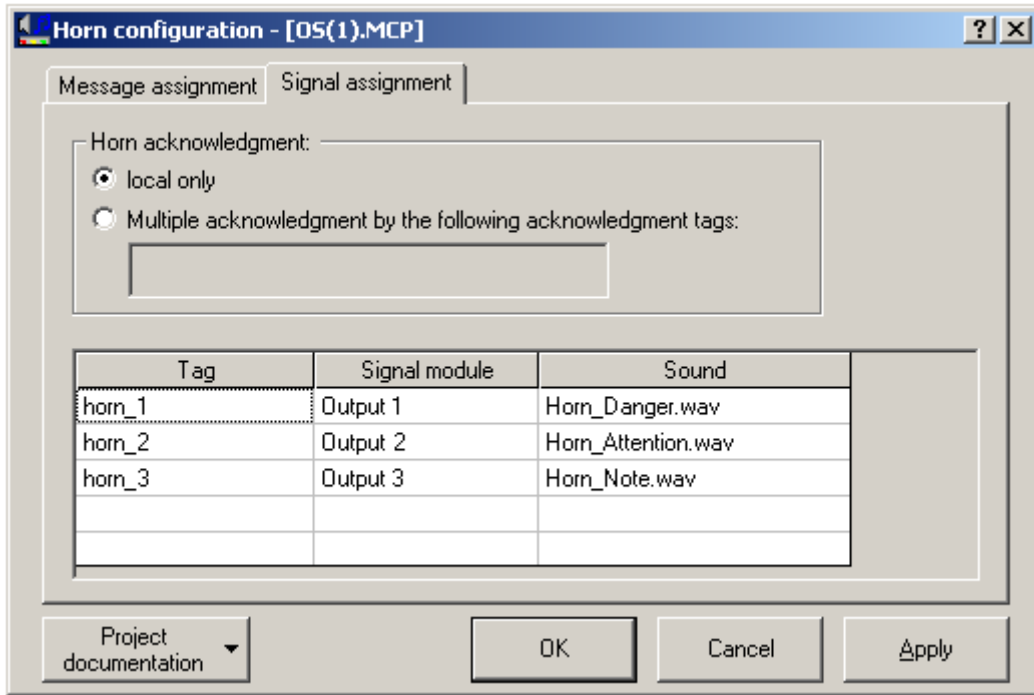 Horn configuration - [OS(1).MCP]
Message assignment Signal assignment
Horn acknowledgment:
local only
Multiple acknowledgment by the following acknowledgment tags:
Tag Signal module Sound
horn_1 Output 1 Horn_Danger.wav
horn_2 Output 2 Horn_Attention.wav
horn_3 Output 3 Horn_Note.wav
Project
documentation
OK Cancel Apply